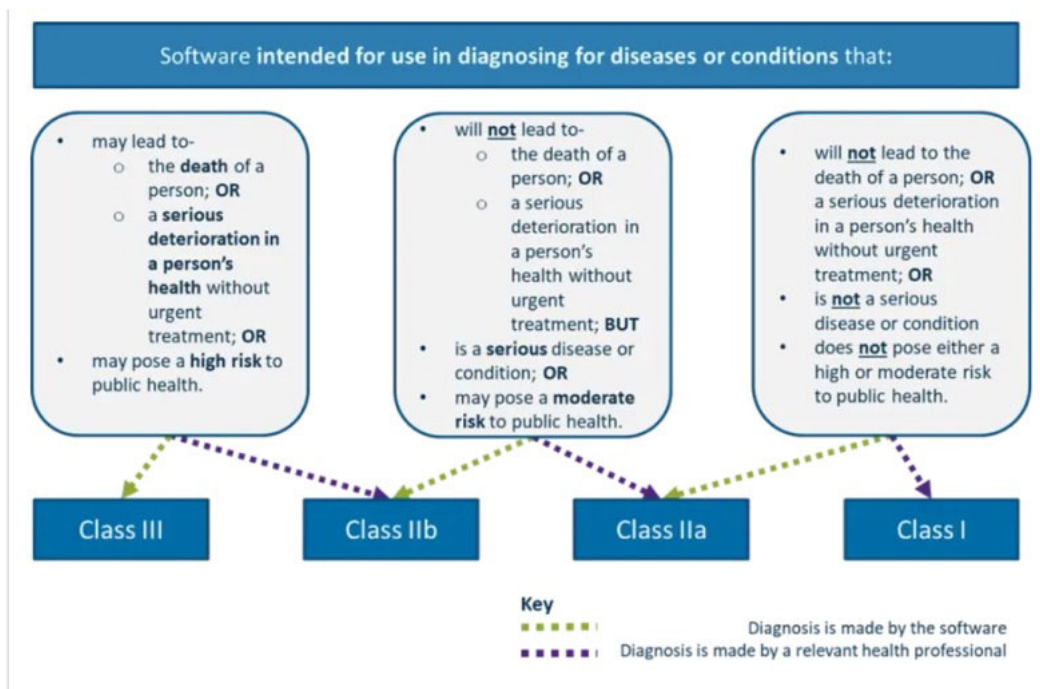 Software intended for use in diagnosing for diseases or conditions that:
• may lead to-
o the death of a
person; OR
o a serious
deterioration in
a person's
health without
urgent
treatment; OR
• may pose a high risk to
public health.
• will not lead to-
o the death of a
person; OR
o a serious
deterioration in
a person's
health without
urgent
treatment; BUT
• is a serious disease or
condition; OR
• may pose a moderate
risk to public health.
• will not lead to the
death of a person; OR
a serious deterioration
in a person's health
without urgent
treatment; OR
• is not a serious
disease or condition
• does not pose either a
high or moderate risk
to public health.
Class III
Class IIb
Class IIa
Class I
Key
Diagnosis is made by the software
Diagnosis is made by a relevant health professional